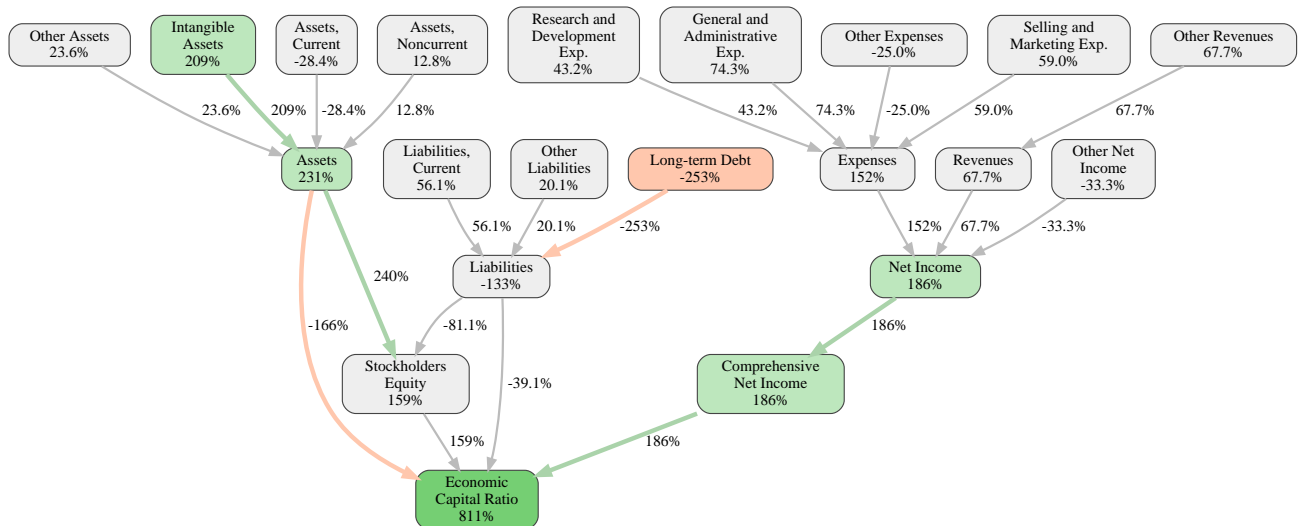 Other Assets
23.6%
Intangible
Assets
209%
Assets,
Current
-28.4%
Assets,
Noncurrent
12.8%
Research and
Development
Exp.
43.2%
General and
Administrative
Exp.
74.3%
Other Expenses
-25.0%
Selling and
Marketing Exp.
59.0%
Other Revenues
67.7%
23.6%
209%
-28.4%
12.8%
43.2%
74.3%
-25.0%
59.0%
67.7%
Assets
231%
Liabilities,
Current
56.1%
Other
Liabilities
20.1%
Long-term Debt
-253%
Expenses
152%
Revenues
67.7%
Other Net
Income
-33.3%
56.1%
20.1%
-253%
152%
67.7%
-33.3%
240%
Liabilities
-133%
Net Income
186%
-166%
-81.1%
186%
Stockholders
Equity
159%
-39.1%
Comprehensive
Net Income
186%
159%
186%
Economic
Capital Ratio
811%